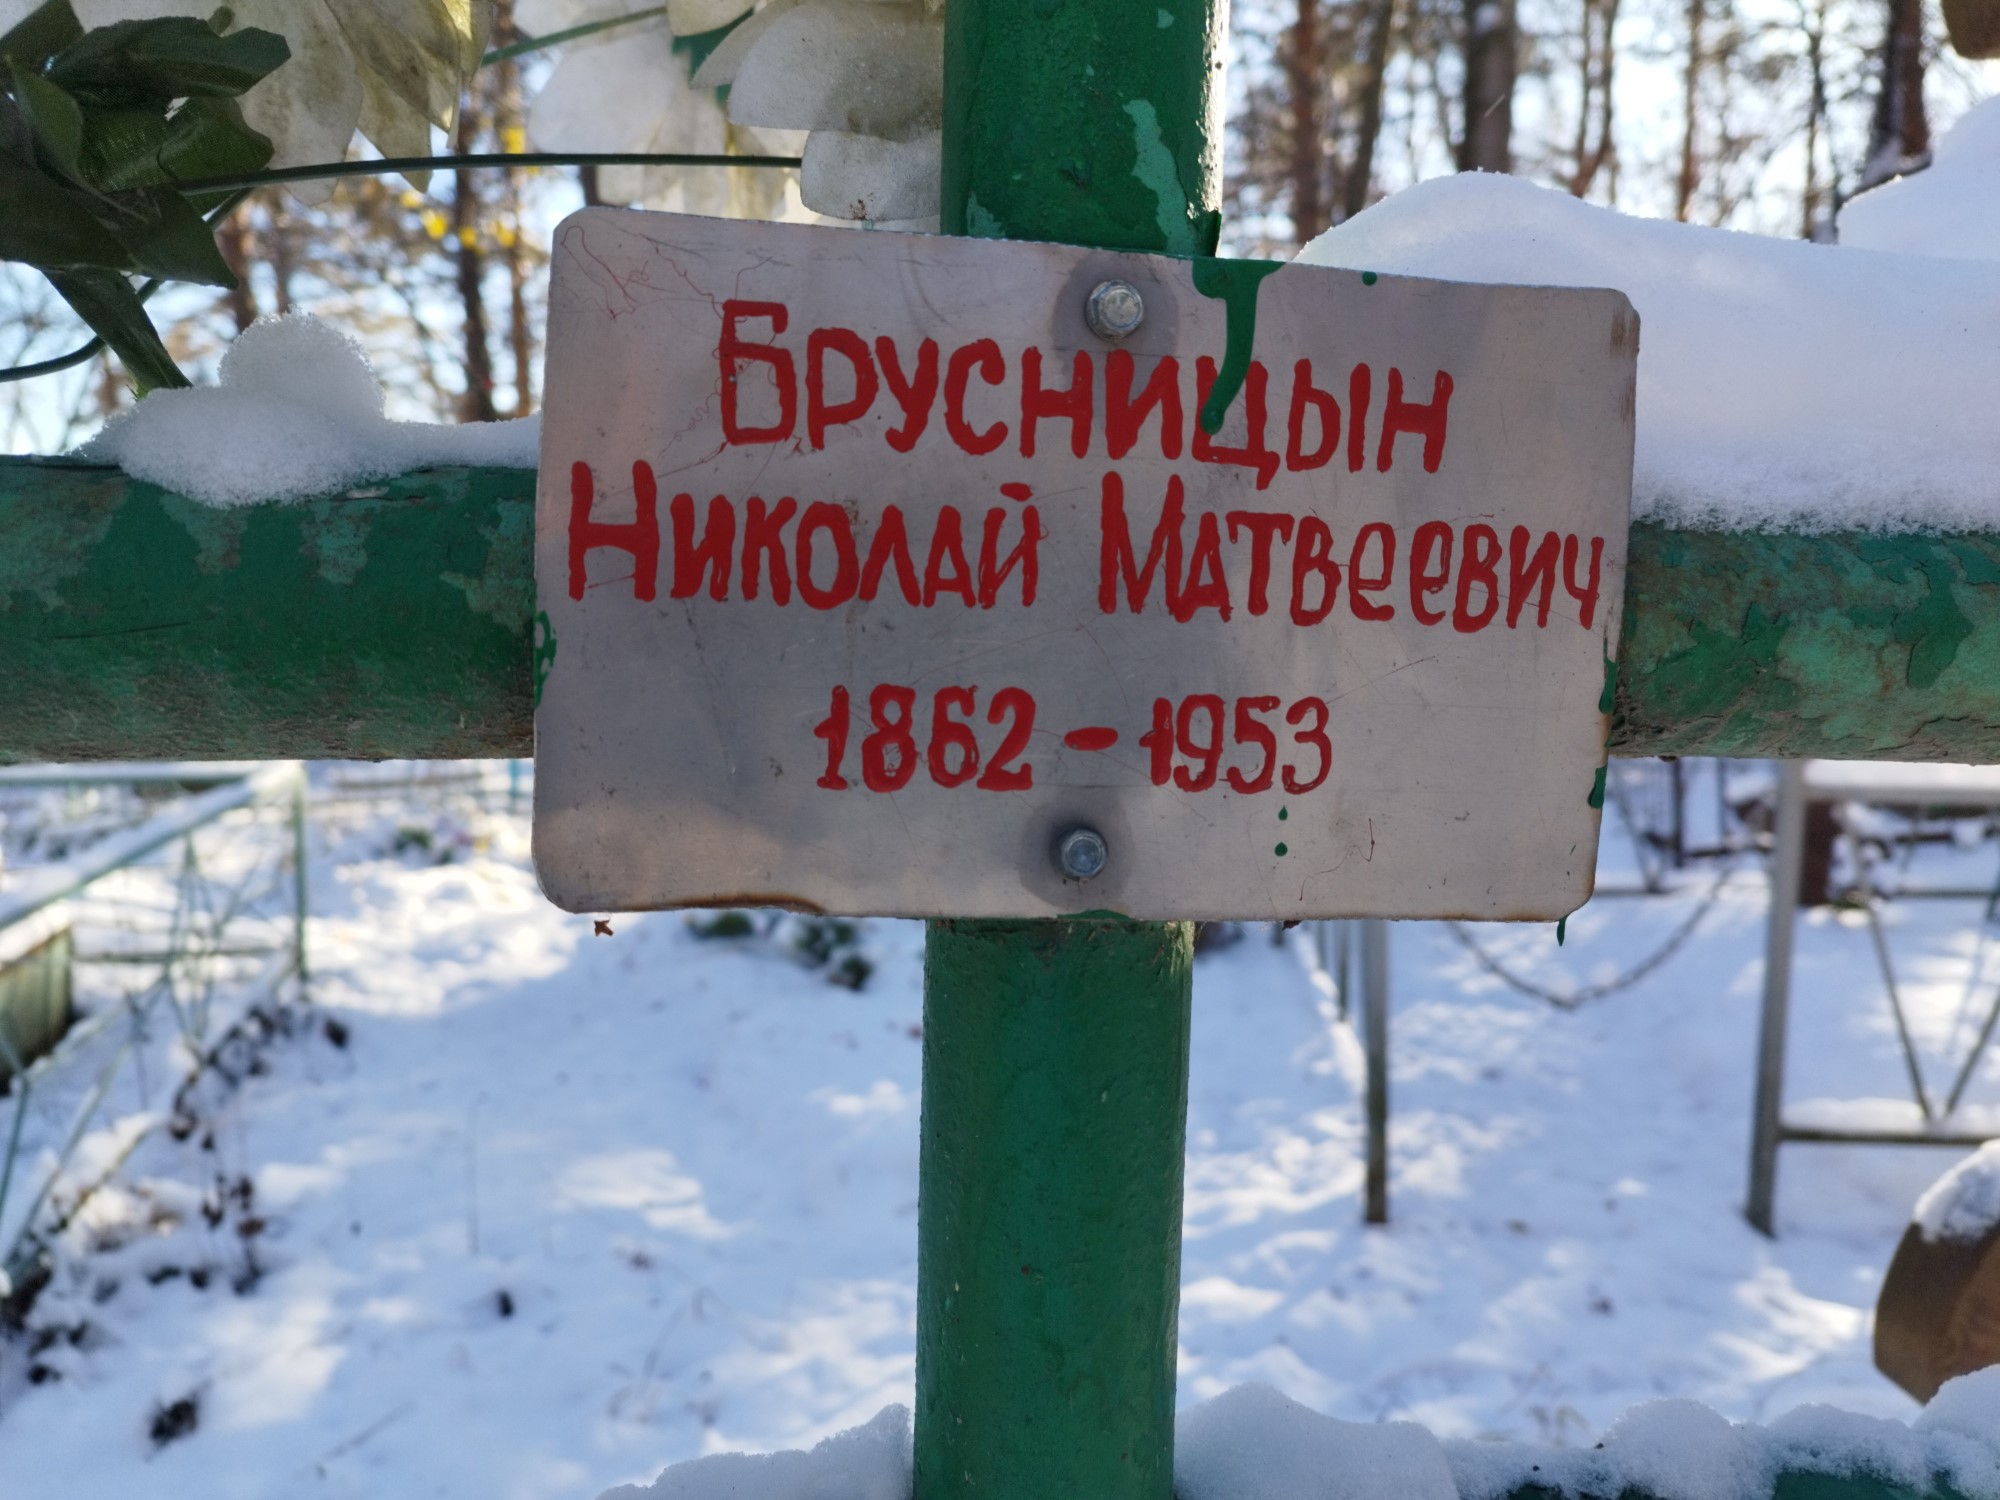 Брусницын
Николай Матвеевич
1862-1953